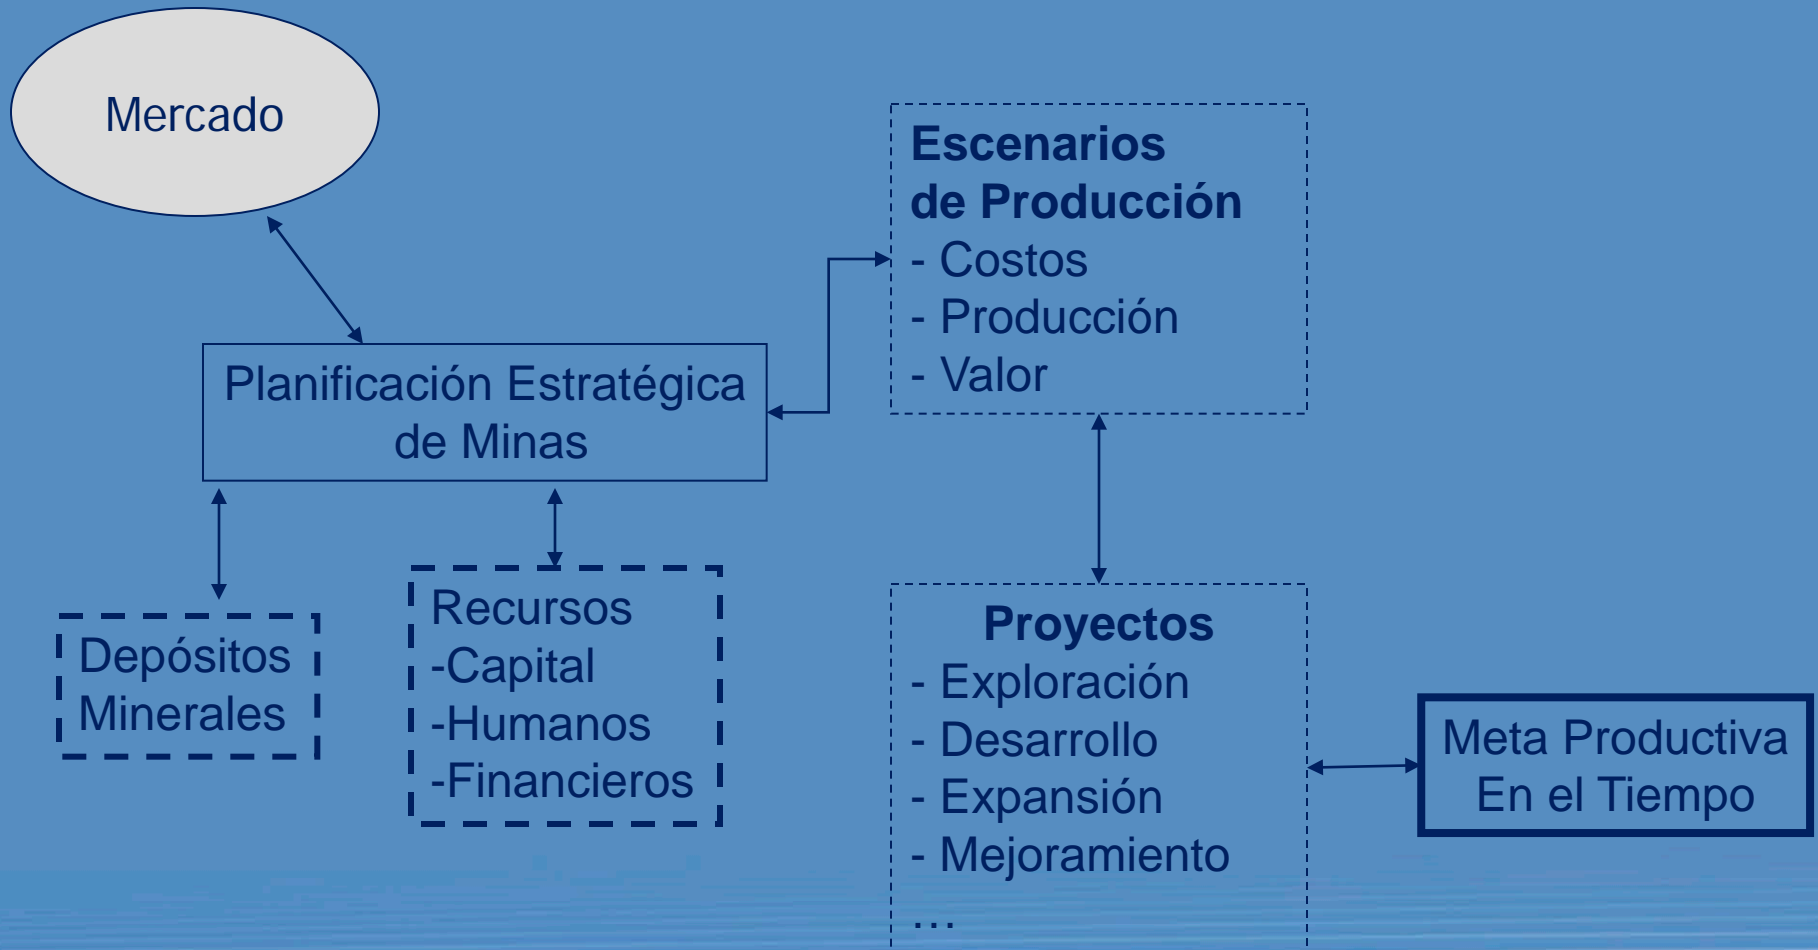 Mercado
Planificación Estratégica
de Minas
Depósitos
Minerales
Recursos
-Capital
-Humanos
-Financieros
Escenarios
de Producción
- Costos
- Producción
- Valor
Proyectos
- Exploración
- Desarrollo
- Expansión
- Mejoramiento
…
Meta Productiva
En el Tiempo